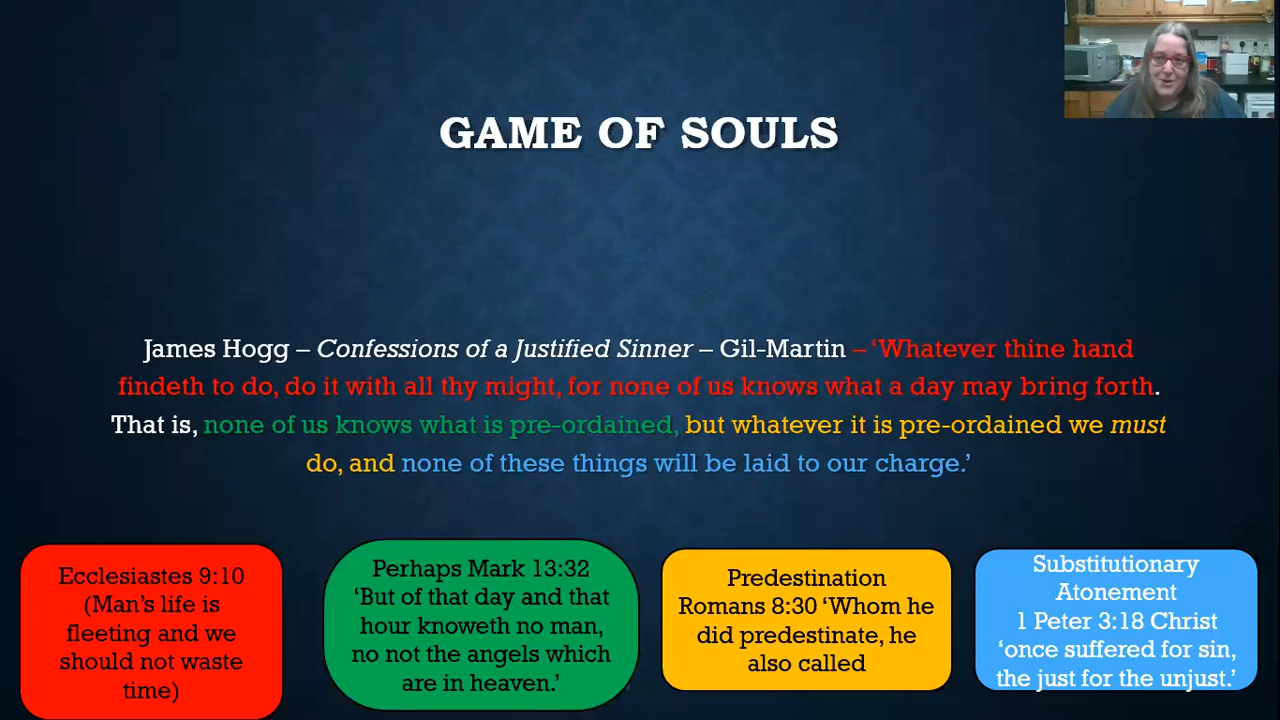 GAME OF SOULS
James Hogg – Confessions of a Justified Sinner – Gil-Martin – ‘Whatever thine hand
findeth to do, do it with all thy might, for none of us knows what a day may bring forth.
That is, none of us knows what is pre-ordained, but whatever it is pre-ordained we must
do, and none of these things will be laid to our charge.’
Ecclesiastes 9:10
(Man’s life is
fleeting and we
should not waste
time)
Perhaps Mark 13:32
‘But of that day and that
hour knoweth no man,
no not the angels which
are in heaven.’
Predestination
Romans 8:30 ‘Whom he
did predestinate, he
also called
Substitutionary
Atonement
1 Peter 3:18 Christ
‘once suffered for sin,
the just for the unjust.’